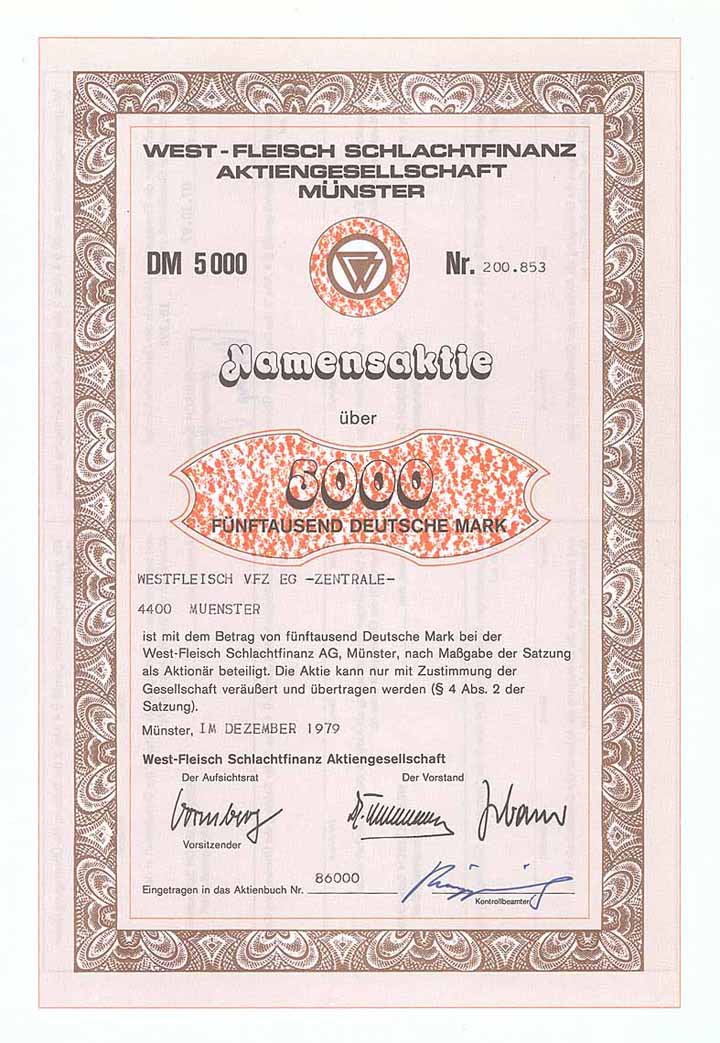 WEST-FLEISCH SCHLACHTFINANZ
AKTIENGESELLSCHAFT
MÜNSTER
DM 5000
Nr. 200.853
Namensaktie
über
5000
FÜNFTAUSEND DEUTSCHE MARK
WESTFLEISCH VFZ EG -ZENTRALE-
4400 MUENSTER
ist mit dem Betrag von fünftausend Deutsche Mark bei der
West-Fleisch Schlachtfinanz AG, Münster, nach Maßgabe der Satzung
als Aktionär beteiligt. Die Aktie kann nur mit Zustimmung der
Gesellschaft veräußert und übertragen werden (§ 4 Abs. 2 der
Satzung).
Münster, IM DEZEMBER 1979
West-Fleisch Schlachtfinanz Aktiengesellschaft
Der Aufsichtsrat Der Vorstand
Vorsitzender
Eingetragen in das Aktienbuch Nr. 86000
Kontrollbeamter